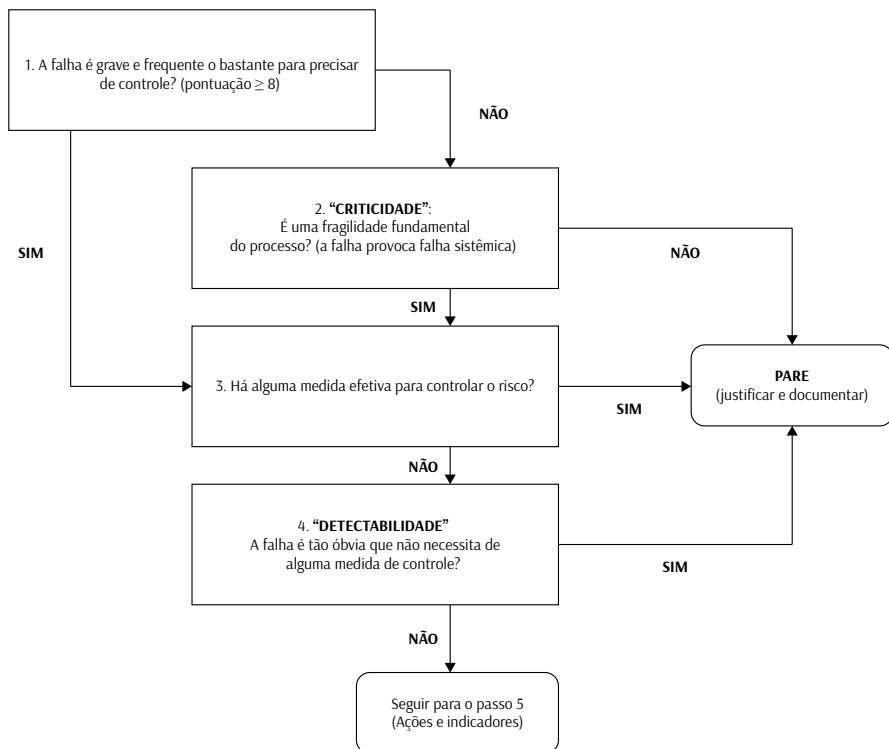 1. A falha é grave e frequente o bastante para precisar
de controle? (pontuação ≥ 8)
NÃO
2. “CRITICIDADE”:
É uma fragilidade fundamental
do processo? (a falha provoca falha sistêmica)
SIM
NÃO
SIM
3. Há alguma medida efetiva para controlar o risco?
PARE
(justificar e documentar)
SIM
NÃO
4. “DETECTABILIDADE”
A falha é tão óbvia que não necessita de
alguma medida de controle?
SIM
NÃO
Seguir para o passo 5
(Ações e indicadores)